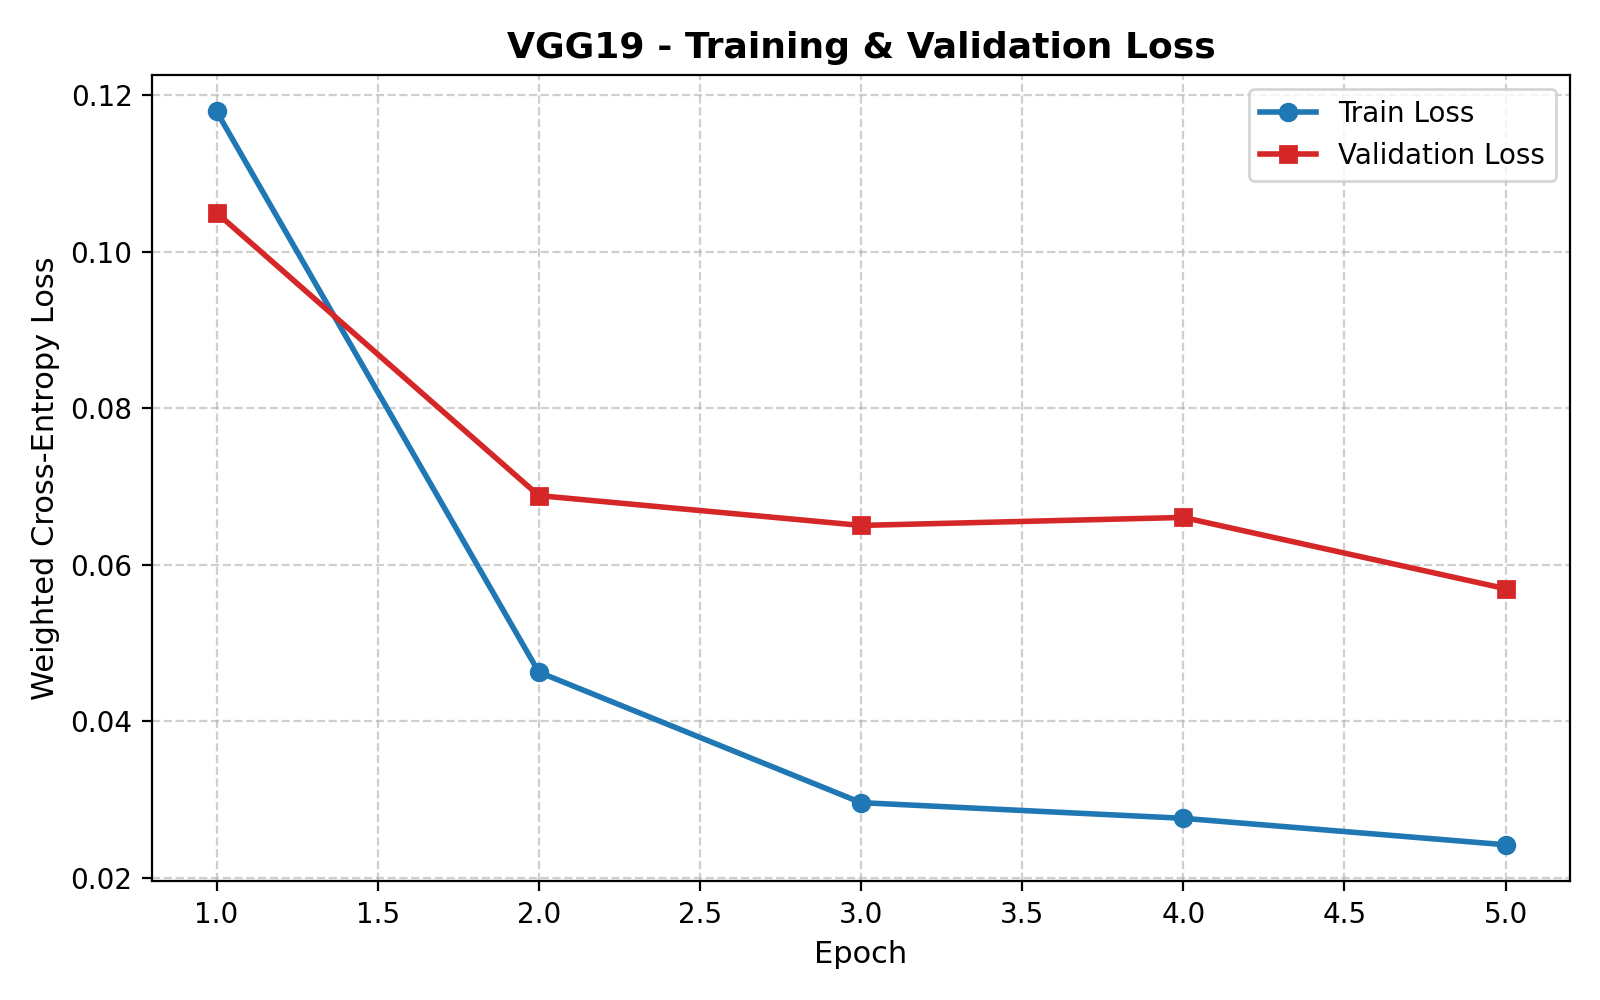 VGG19 - Training & Validation Loss
Train Loss
Validation Loss
Weighted Cross-Entropy Loss
0.12
0.10
0.08
0.06
0.04
0.02
1.0 1.5 2.0 2.5 3.0 3.5 4.0 4.5 5.0
Epoch